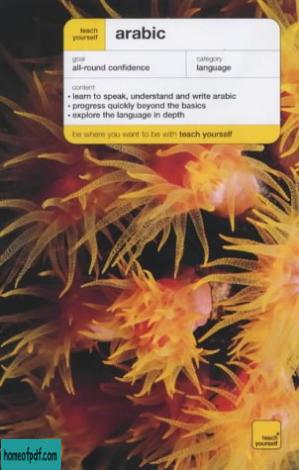 teach
yourself
arabic
goal
all-round confidence
category
language
content
• learn to speak, understand and write arabic
• progress quickly beyond the basics
• explore the language in depth
be where you want to be with teach yourself
teach
yourself
homeofpdf.com